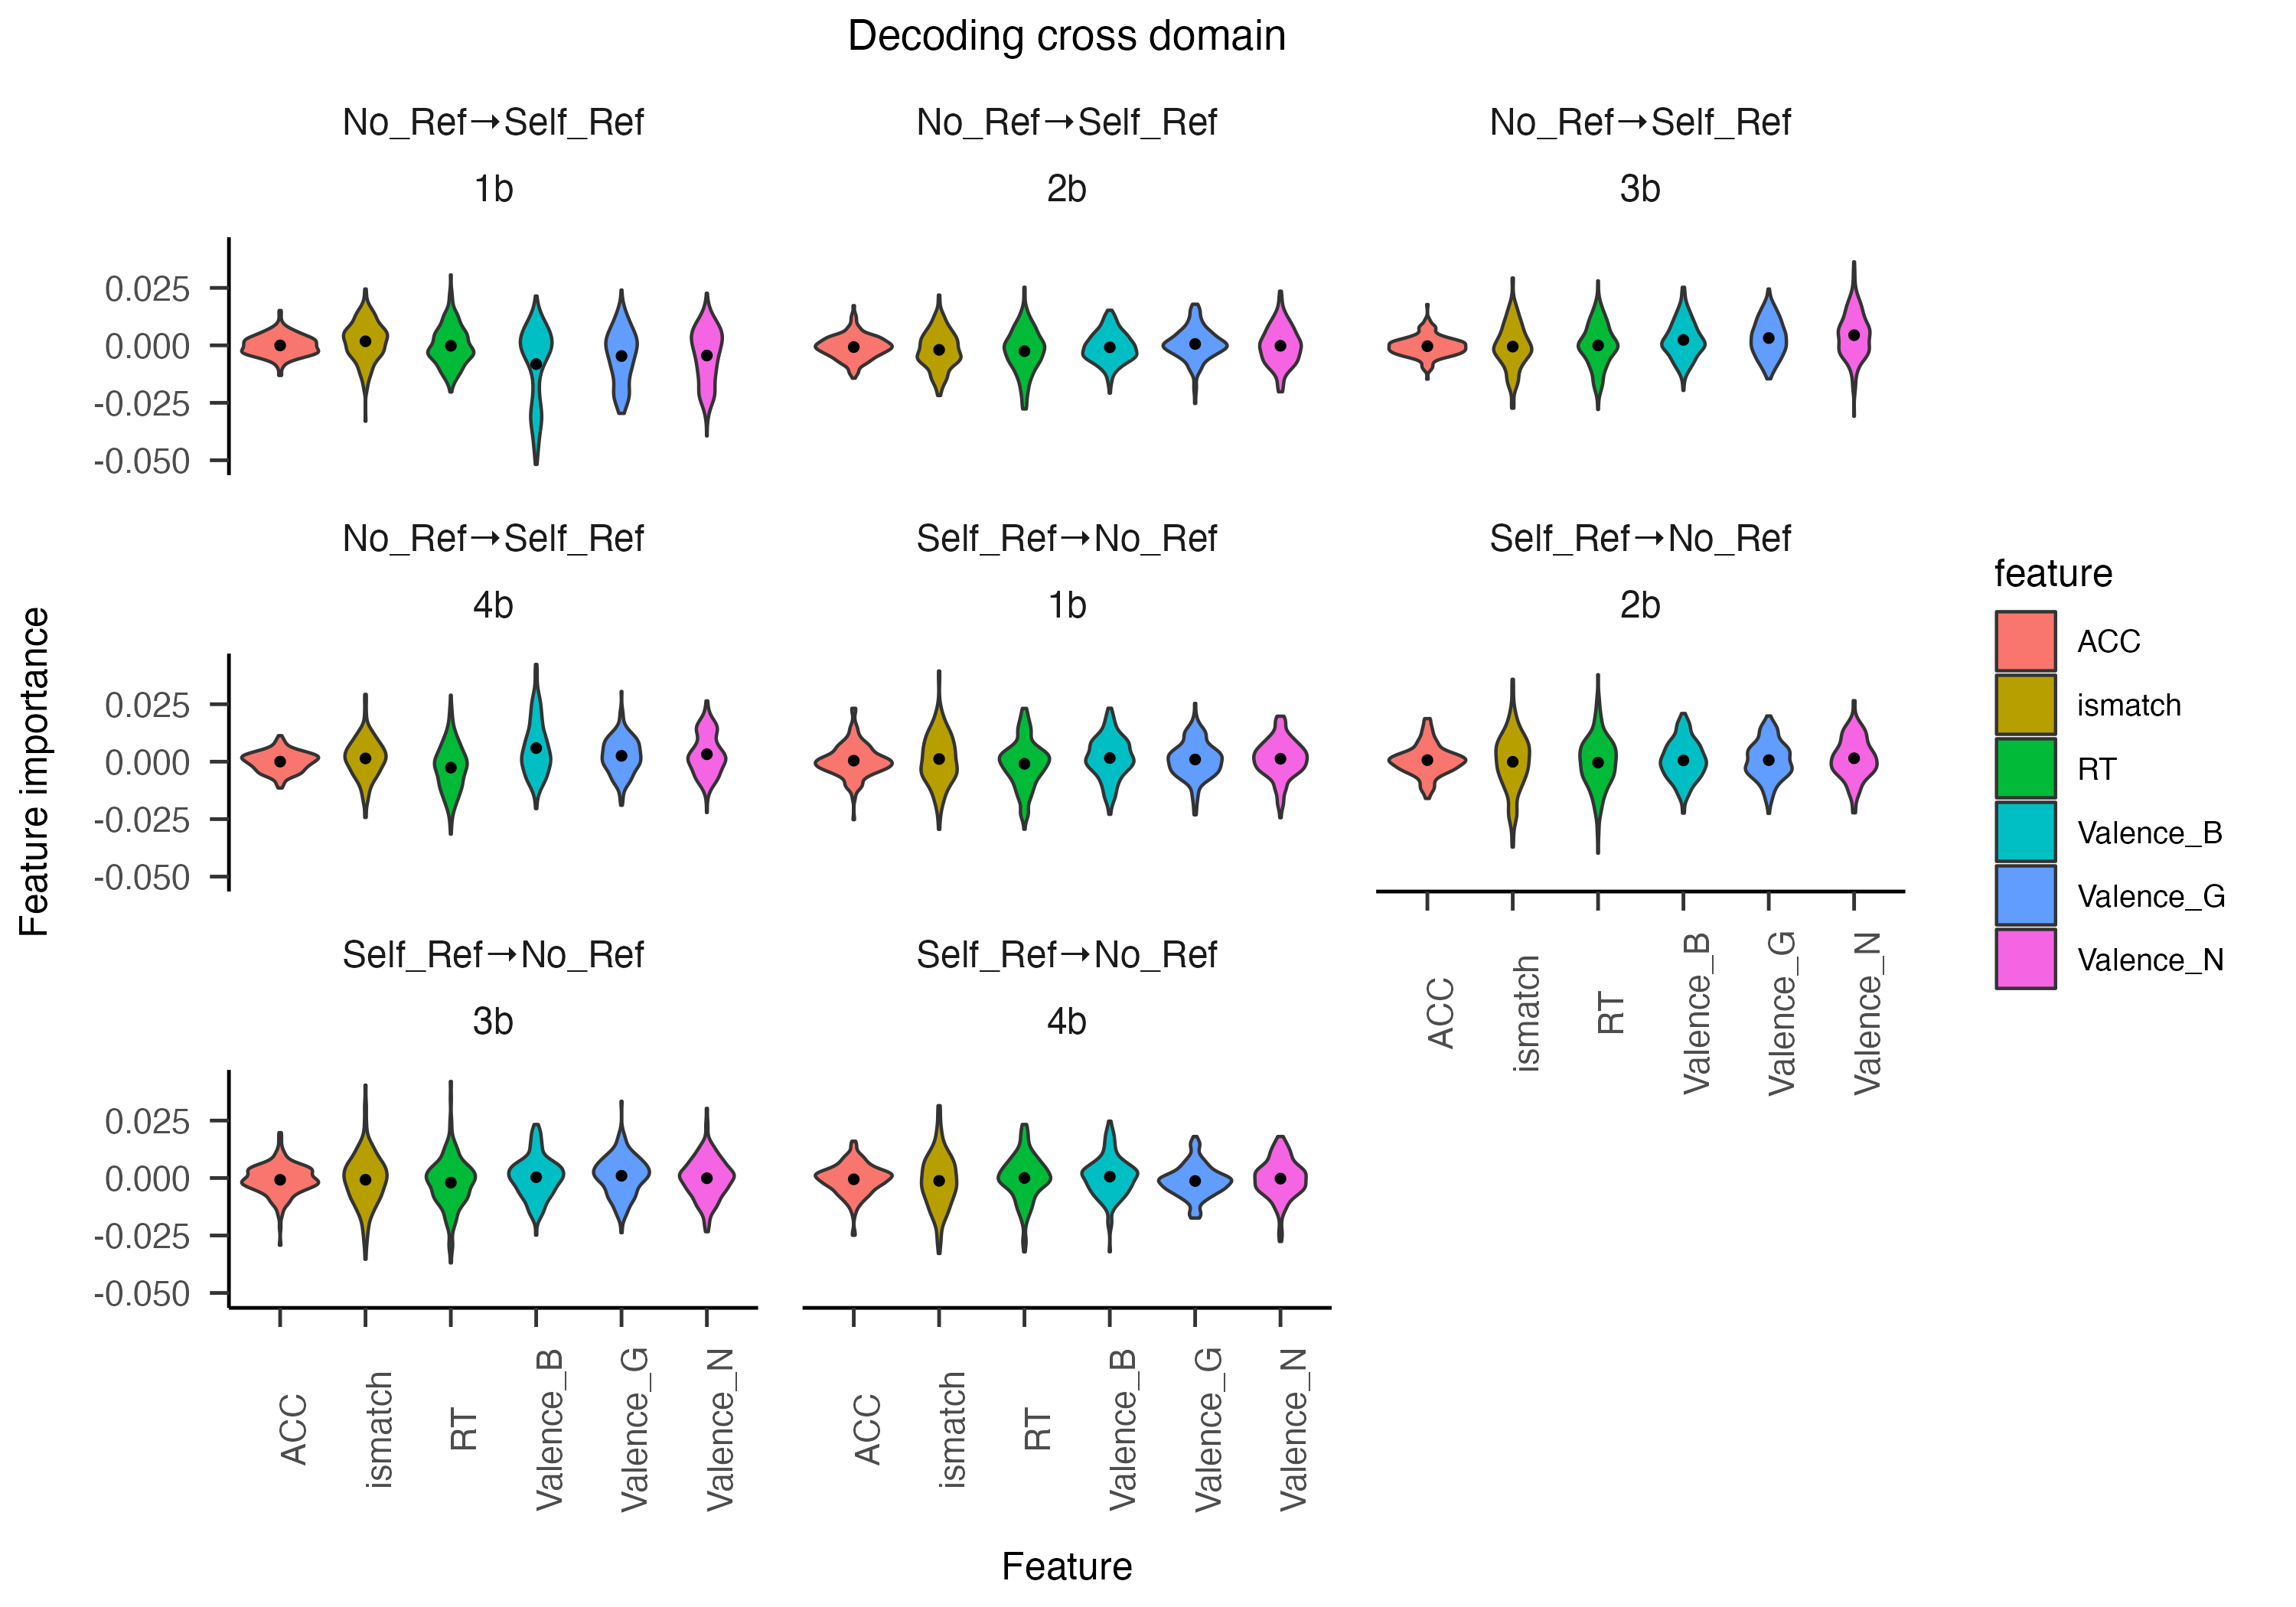 Decoding cross domain
No_Ref→Self_Ref
No_Ref→Self_Ref
No_Ref→Self_Ref
1b
2b
3b
0.025
0.000
-0.025
-0.050
No_Ref→Self_Ref
Self_Ref→No_Ref
Self_Ref→No_Ref
4b
1b
2b
0.025
0.000
-0.025
-0.050
ACC
ismatch
RT
Valence_B
Valence_G
Valence_N
Self_Ref→No_Ref
Self_Ref→No_Ref
3b
4b
0.025
0.000
-0.025
-0.050
ACC
ismatch
RT
Valence_B
Valence_G
Valence_N
ACC
ismatch
RT
Valence_B
Valence_G
Valence_N
Feature
Feature importance
feature
ACC
ismatch
RT
Valence_B
Valence_G
Valence_N